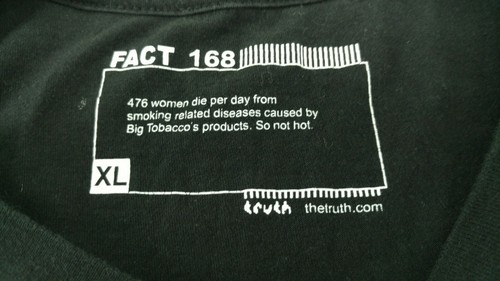 FACT 168
476 women die per day from
smoking related diseases caused by
Big Tobacco's products. So not hot.
XL
truth thetruth.com